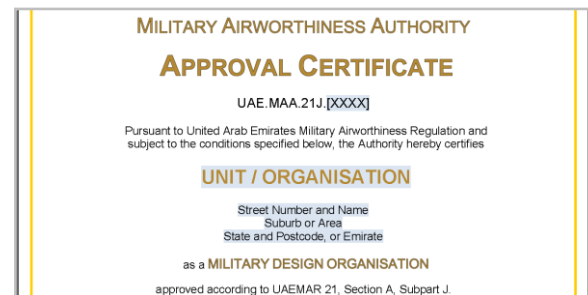 MILITARY AIRWORTHINESS AUTHORITY
APPROVAL CERTIFICATE
UAE.MAA.21J.[XXXX]
Pursuant to United Arab Emirates Military Airworthiness Regulation and
subject to the conditions specified below, the Authority hereby certifies
UNIT / ORGANISATION
Street Number and Name
Suburb or Area
State and Postcode, or Emirate
as a MILITARY DESIGN ORGANISATION
approved according to UAEMAR 21, Section A, Subpart J.